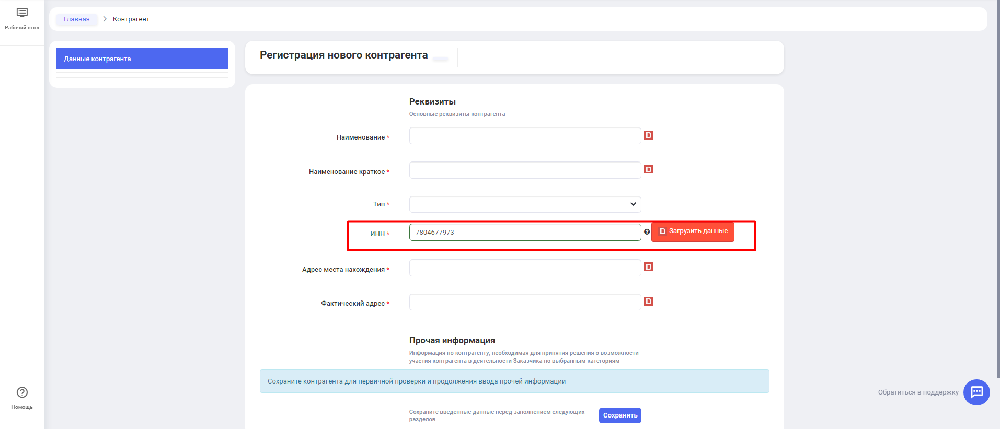 Рабочий стол
Главная
Контрагент
Данные контрагента
Регистрация нового контрагента
Реквизиты
Основные реквизиты контрагента
Наименование *
D
Наименование краткое *
D
Тип *
ИНН *
7804677973
?
D Загрузить данные
Адрес места нахождения *
D
Фактический адрес *
D
Прочая информация
Информация по контрагенту, необходимая для принятия решения о возможности
участия контрагента в деятельности Заказчика по выбранным категориям
Сохраните контрагента для первичной проверки и продолжения ввода прочей информации
Сохраните введенные данные перед заполнением следующих
разделов
Сохранить
?
Помощь
Обратиться в поддержку